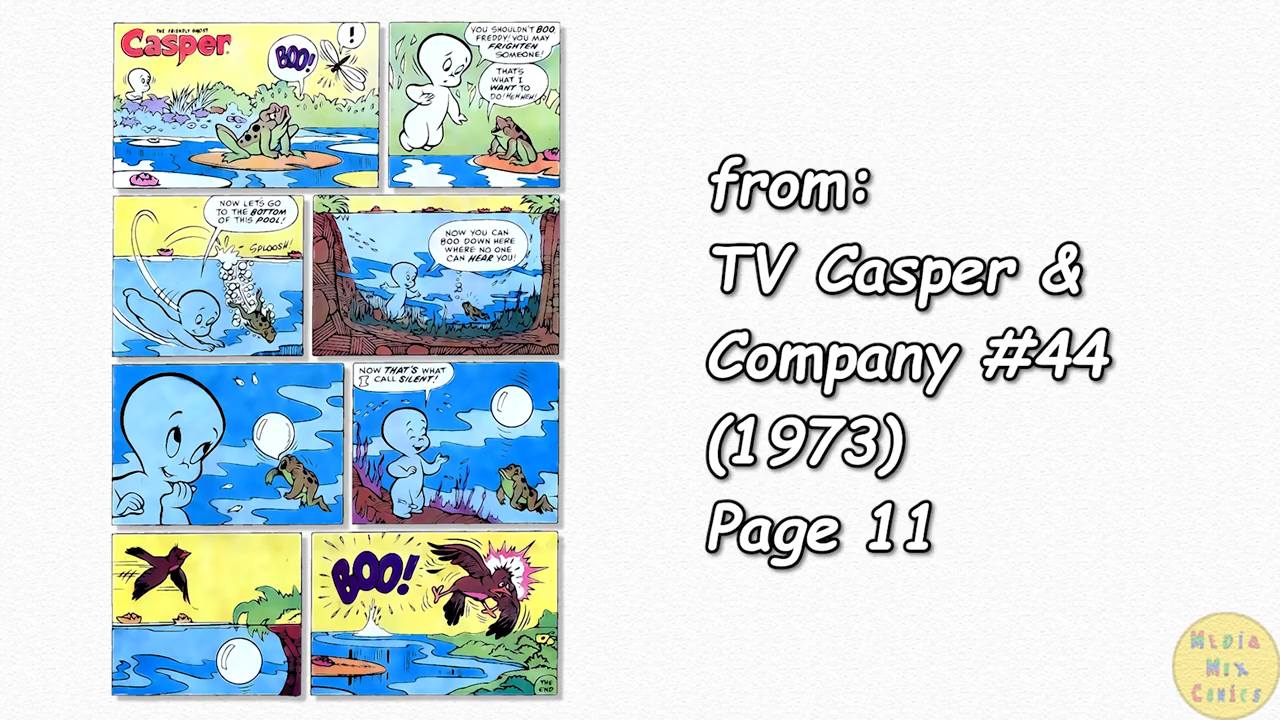 THE FRIENDLY GHOST
Casper
BOO!
!
YOU SHOULDN'T BOO,
FREDDY! YOU MAY
FRIGHTEN
SOMEONE!
THAT'S
WHAT I
WANT TO
DO! HEH HEH!
NOW LET'S GO
TO THE BOTTOM
OF THIS POOL!
SPLOOSH!
NOW YOU CAN
BOO DOWN HERE
WHERE NO ONE
CAN HEAR YOU!
NOW THAT'S WHAT
I CALL SILENT!
BOO!
THE
END
from:
TV Casper &
Company #44
(1973)
Page 11
MEDIA
MIX
COMICS